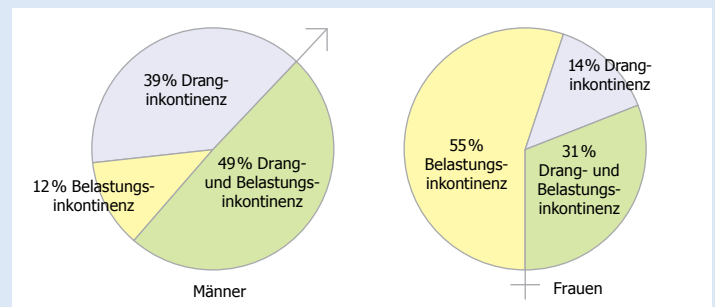 39% Drang-
inkontinenz
49% Drang-
und Belastungs-
inkontinenz
12% Belastungs-
inkontinenz
Männer
14% Drang-
inkontinenz
55%
Belastungs-
inkontinenz
31%
Drang- und
Belastungs-
inkontinenz
Frauen